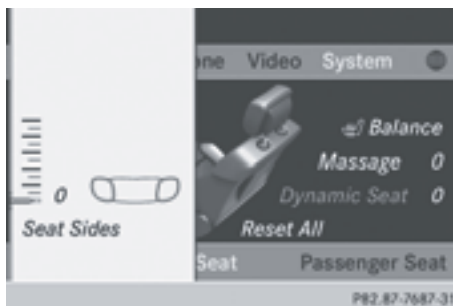 one Video System
Balance
Massage 0
0
Dynamic Seat 0
Seat Sides
Reset All
Seat Passenger Seat
P82.87-7687-31